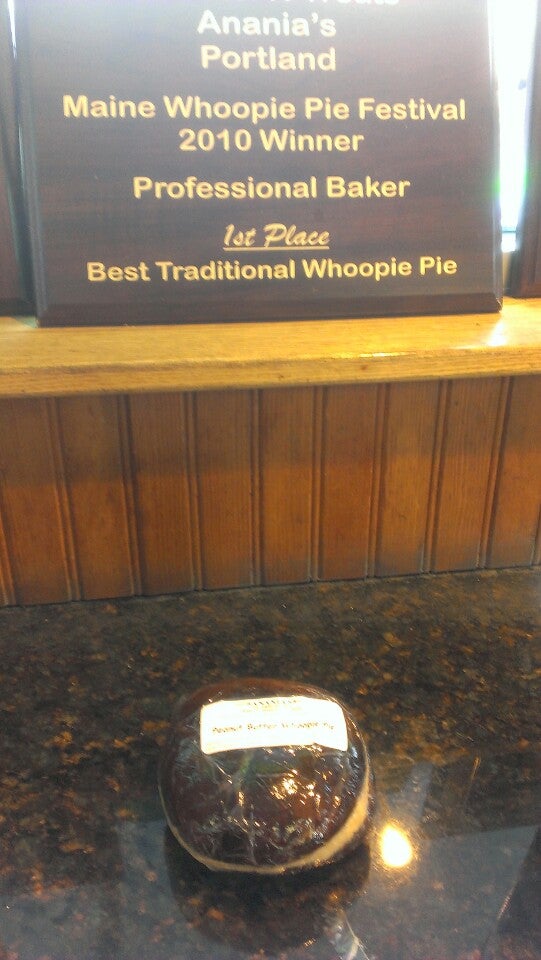 Treats
Anania's
Portland
Maine Whoopie Pie Festival
2010 Winner
Professional Baker
1st Place
Best Traditional Whoopie Pie
Peanut Butter Whoopie Pie